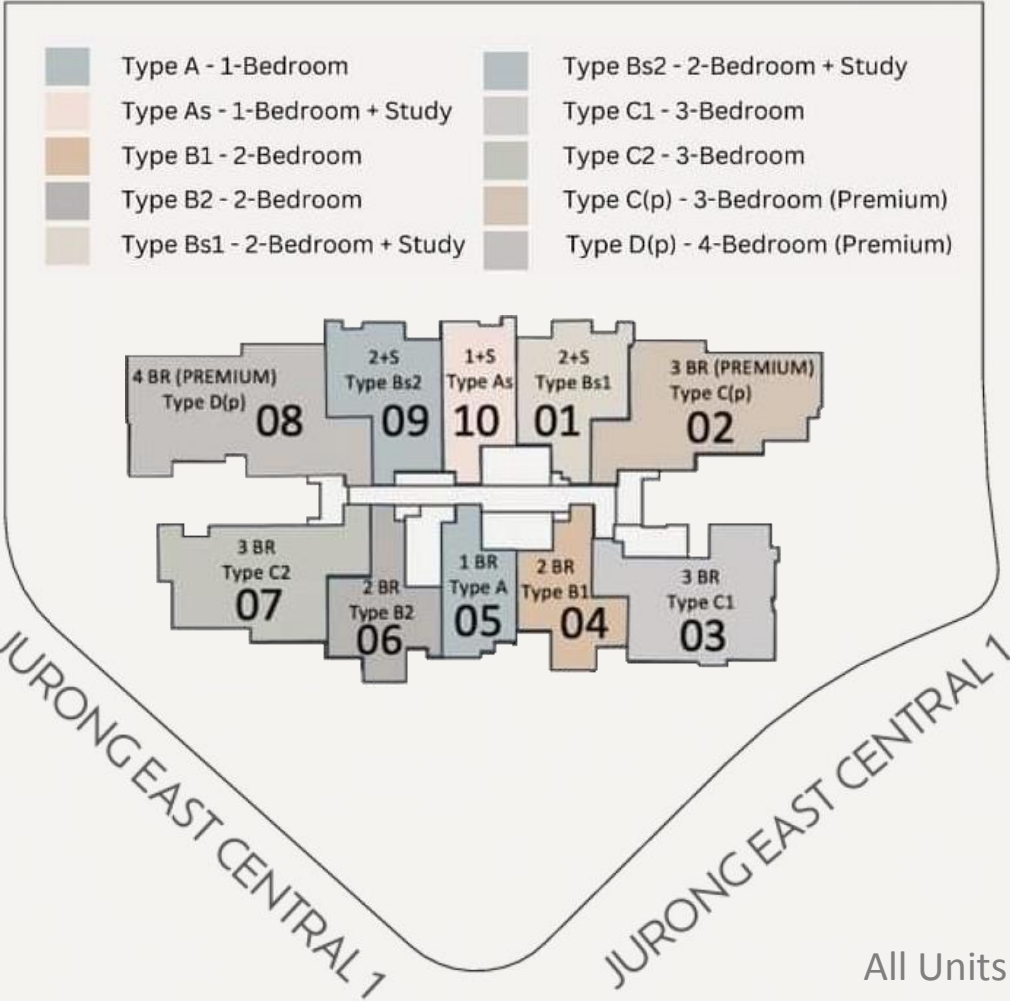 Type A - 1-Bedroom
Type As - 1-Bedroom + Study
Type B1 - 2-Bedroom
Type B2 - 2-Bedroom
Type Bs1 - 2-Bedroom + Study
Type Bs2 - 2-Bedroom + Study
Type C1 - 3-Bedroom
Type C2 - 3-Bedroom
Type C(p) - 3-Bedroom (Premium)
Type D(p) - 4-Bedroom (Premium)
4 BR (PREMIUM)
Type D(p)
08
2+S
Type Bs2
09
1+S
Type As
10
2+S
Type Bs1
01
3 BR (PREMIUM)
Type C(p)
02
3 BR
Type C2
07
2 BR
Type B2
06
1 BR
Type A
05
2 BR
Type B1
04
3 BR
Type C1
03
JURONG EAST CENTRAL 1
JURONG EAST CENTRAL 1
All Units